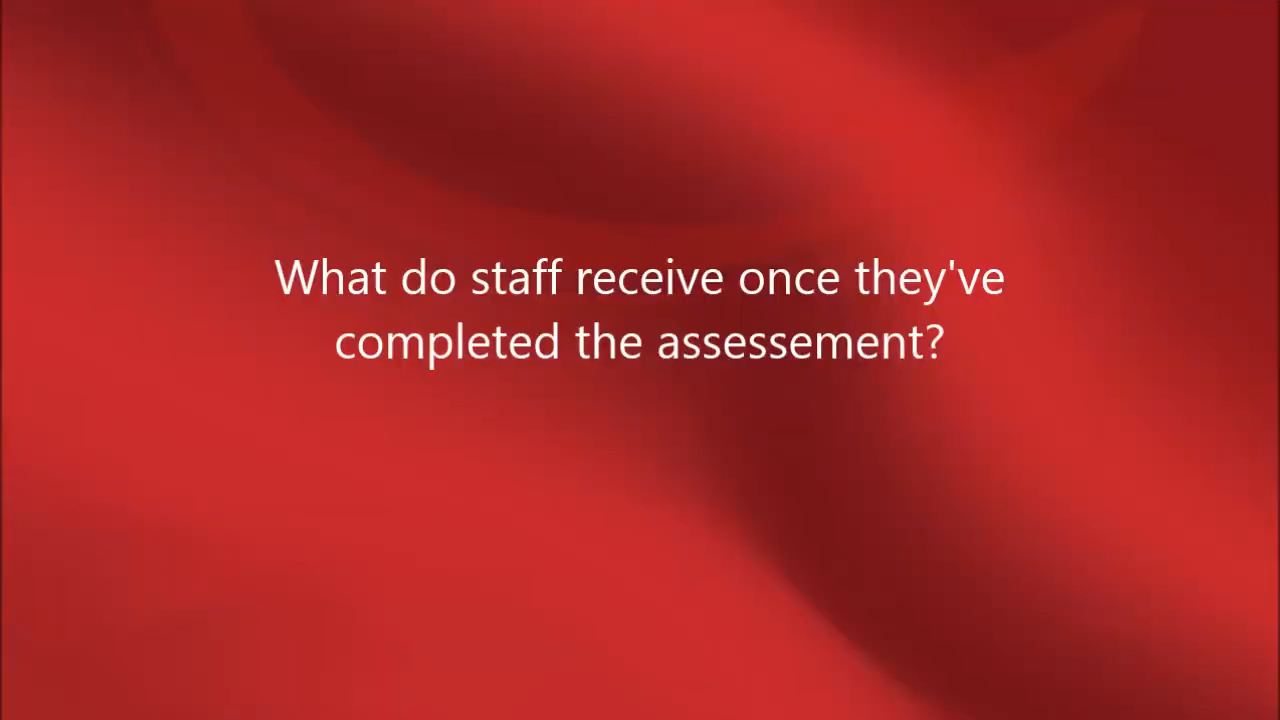 What do staff receive once they've
completed the assessement?